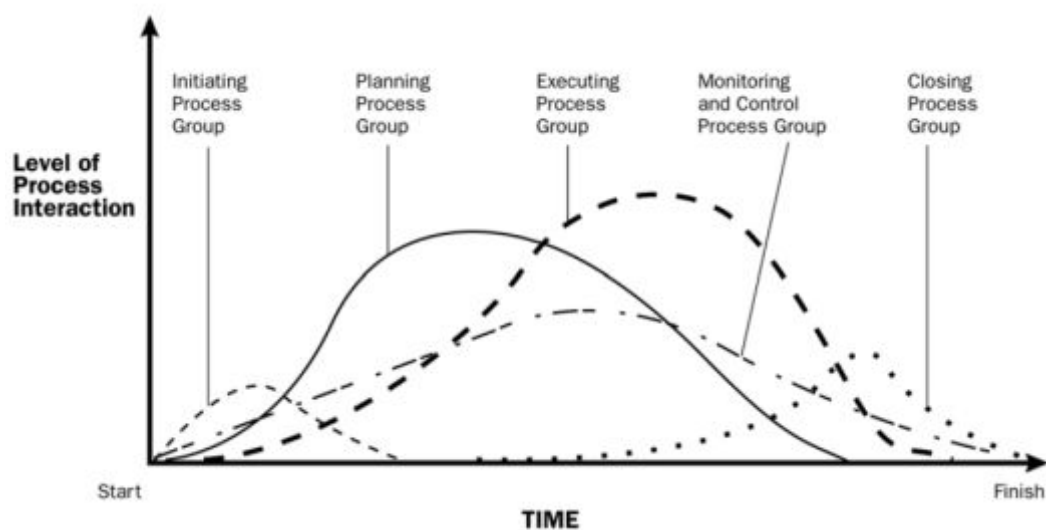 Initiating
Process
Group
Planning
Process
Group
Executing
Process
Group
Monitoring
and Control
Process Group
Closing
Process
Group
Level of
Process
Interaction
Start
Finish
TIME